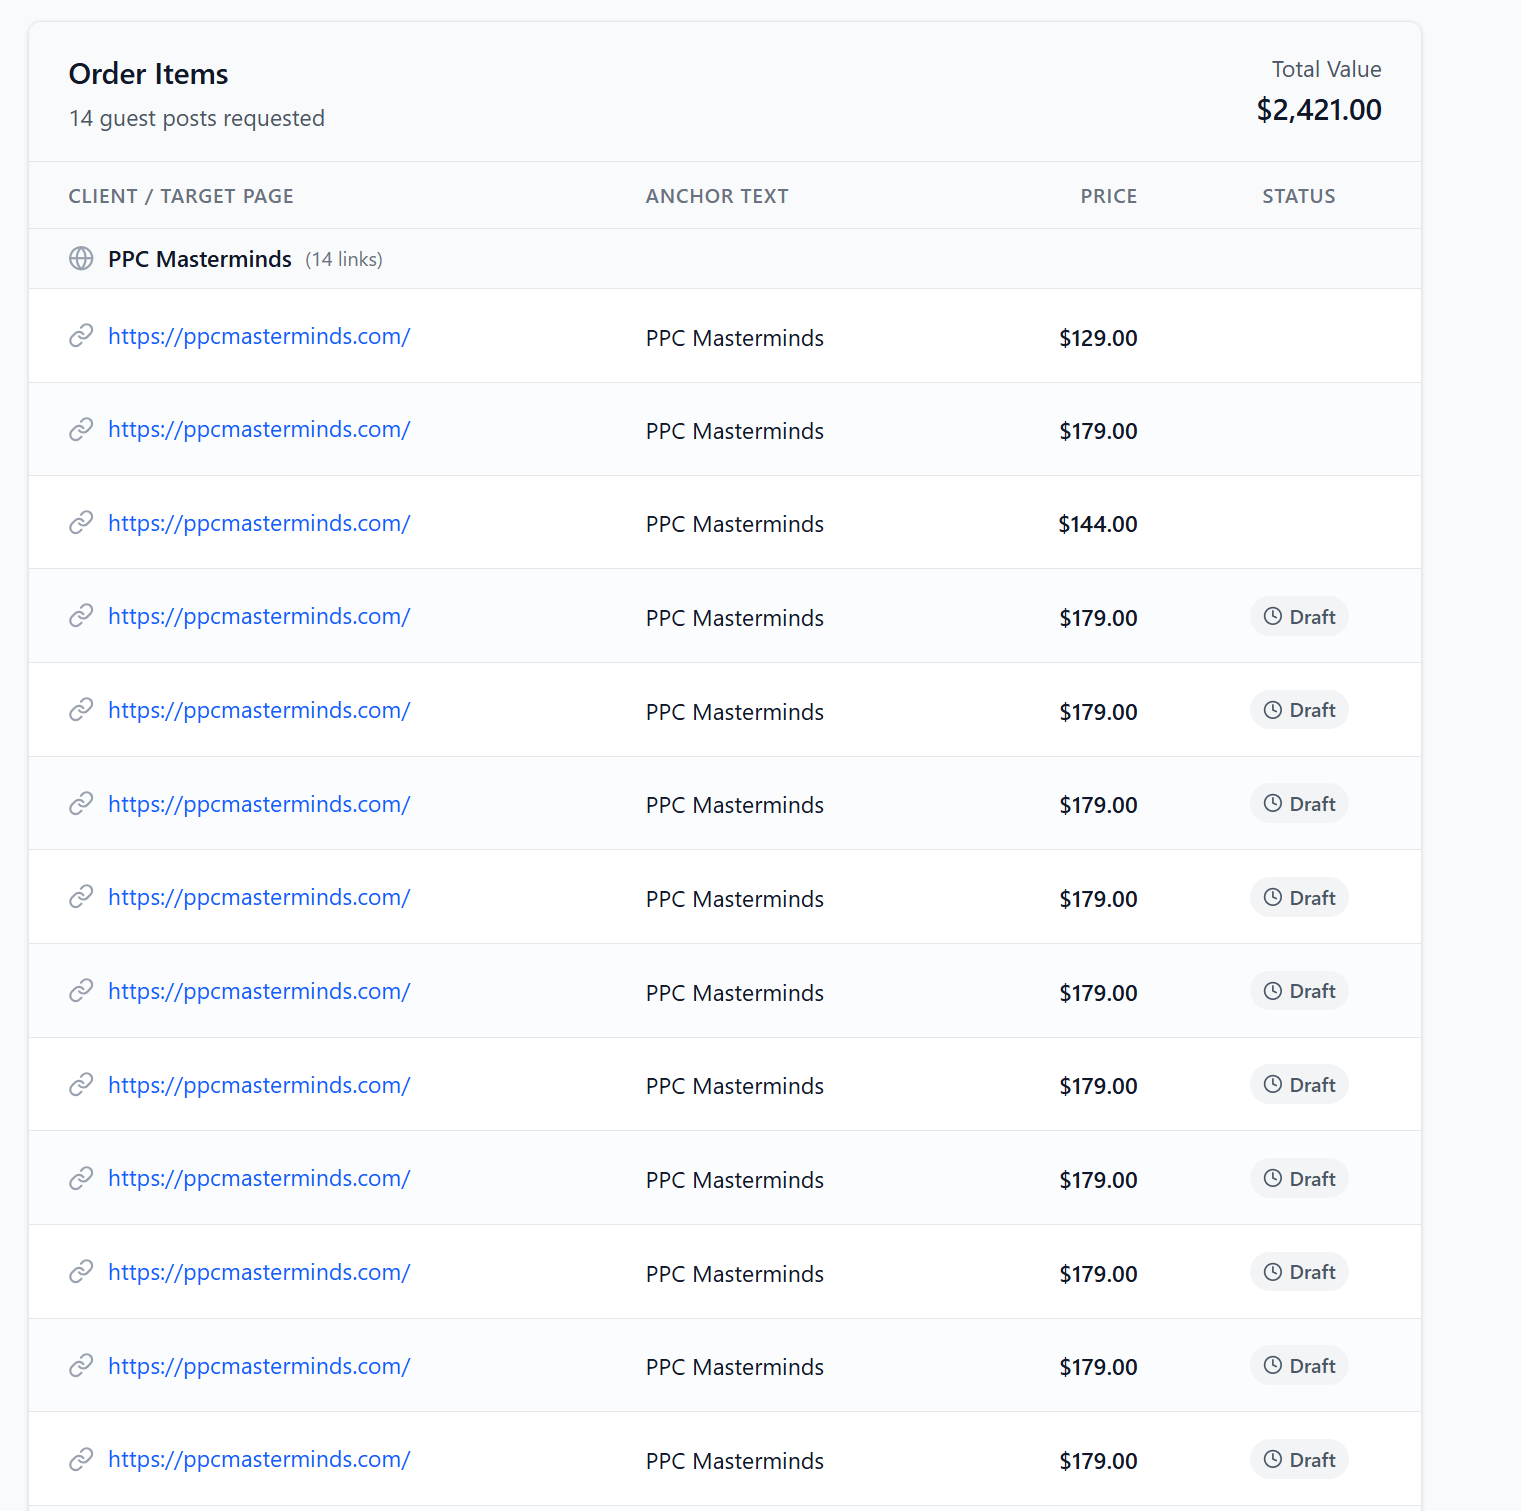 Order Items
14 guest posts requested
Total Value
$2,421.00
CLIENT / TARGET PAGE ANCHOR TEXT PRICE STATUS
PPC Masterminds (14 links)
https://ppcmasterminds.com/ PPC Masterminds $129.00
https://ppcmasterminds.com/ PPC Masterminds $179.00
https://ppcmasterminds.com/ PPC Masterminds $144.00
https://ppcmasterminds.com/ PPC Masterminds $179.00 Draft
https://ppcmasterminds.com/ PPC Masterminds $179.00 Draft
https://ppcmasterminds.com/ PPC Masterminds $179.00 Draft
https://ppcmasterminds.com/ PPC Masterminds $179.00 Draft
https://ppcmasterminds.com/ PPC Masterminds $179.00 Draft
https://ppcmasterminds.com/ PPC Masterminds $179.00 Draft
https://ppcmasterminds.com/ PPC Masterminds $179.00 Draft
https://ppcmasterminds.com/ PPC Masterminds $179.00 Draft
https://ppcmasterminds.com/ PPC Masterminds $179.00 Draft
https://ppcmasterminds.com/ PPC Masterminds $179.00 Draft